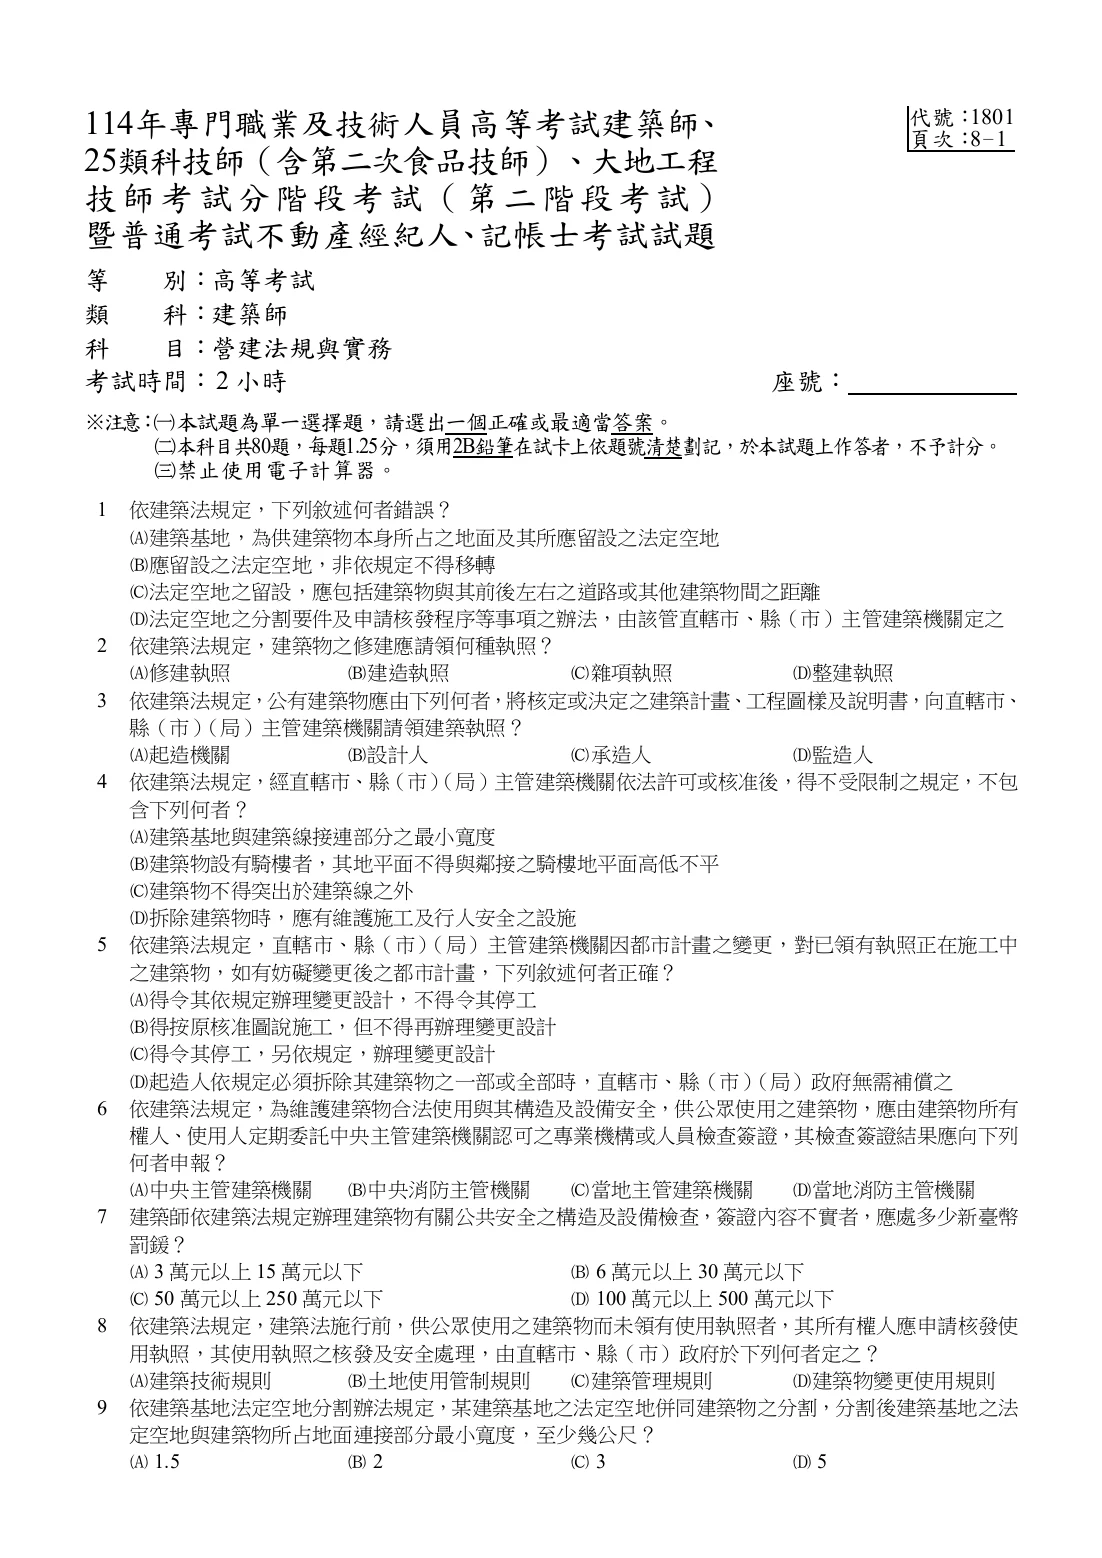 114年專門職業及技術人員高等考試建築師、
25類科技師（含第二次食品技師）、大地工程
技師考試分階段考試（第二階段考試）
暨普通考試不動產經紀人、記帳士考試試題
代號：1801
頁次：8－1
等　　別：高等考試
類　　科：建築師
科　　目：營建法規與實務
考試時間：2 小時　　座號：
※注意：㈠本試題為單一選擇題，請選出一個正確或最適當答案。
㈡本科目共80題，每題1.25分，須用2B鉛筆在試卡上依題號清楚劃記，於本試題上作答者，不予計分。
㈢禁止使用電子計算器。
1 依建築法規定，下列敘述何者錯誤？
(A)建築基地，為供建築物本身所占之地面及其所應留設之法定空地
(B)應留設之法定空地，非依規定不得移轉
(C)法定空地之留設，應包括建築物與其前後左右之道路或其他建築物間之距離
(D)法定空地之分割要件及申請核發程序等事項之辦法，由該管直轄市、縣（市）主管建築機關定之
2 依建築法規定，建築物之修建應請領何種執照？
(A)修建執照 (B)建造執照 (C)雜項執照 (D)整建執照
3 依建築法規定，公有建築物應由下列何者，將核定或決定之建築計畫、工程圖樣及說明書，向直轄市、
縣（市）（局）主管建築機關請領建築執照？
(A)起造機關 (B)設計人 (C)承造人 (D)監造人
4 依建築法規定，經直轄市、縣（市）（局）主管建築機關依法許可或核准後，得不受限制之規定，不包
含下列何者？
(A)建築基地與建築線接連部分之最小寬度
(B)建築物設有騎樓者，其地平面不得與鄰接之騎樓地平面高低不平
(C)建築物不得突出於建築線之外
(D)拆除建築物時，應有維護施工及行人安全之設施
5 依建築法規定，直轄市、縣（市）（局）主管建築機關因都市計畫之變更，對已領有執照正在施工中
之建築物，如有妨礙變更後之都市計畫，下列敘述何者正確？
(A)得令其依規定辦理變更設計，不得令其停工
(B)得按原核准圖說施工，但不得再辦理變更設計
(C)得令其停工，另依規定，辦理變更設計
(D)起造人依規定必須拆除其建築物之一部或全部時，直轄市、縣（市）（局）政府無需補償之
6 依建築法規定，為維護建築物合法使用與其構造及設備安全，供公眾使用之建築物，應由建築物所有
權人、使用人定期委託中央主管建築機關認可之專業機構或人員檢查簽證，其檢查簽證結果應向下列
何者申報？
(A)中央主管建築機關 (B)中央消防主管機關 (C)當地主管建築機關 (D)當地消防主管機關
7 建築師依建築法規定辦理建築物有關公共安全之構造及設備檢查，簽證內容不實者，應處多少新臺幣
罰鍰？
(A) 3 萬元以上 15 萬元以下 (B) 6 萬元以上 30 萬元以下
(C) 50 萬元以上 250 萬元以下 (D) 100 萬元以上 500 萬元以下
8 依建築法規定，建築法施行前，供公眾使用之建築物而未領有使用執照者，其所有權人應申請核發使
用執照，其使用執照之核發及安全處理，由直轄市、縣（市）政府於下列何者定之？
(A)建築技術規則 (B)土地使用管制規則 (C)建築管理規則 (D)建築物變更使用規則
9 依建築基地法定空地分割辦法規定，某建築基地之法定空地併同建築物之分割，分割後建築基地之法
定空地與建築物所占地面連接部分最小寬度，至少幾公尺？
(A) 1.5 (B) 2 (C) 3 (D) 5